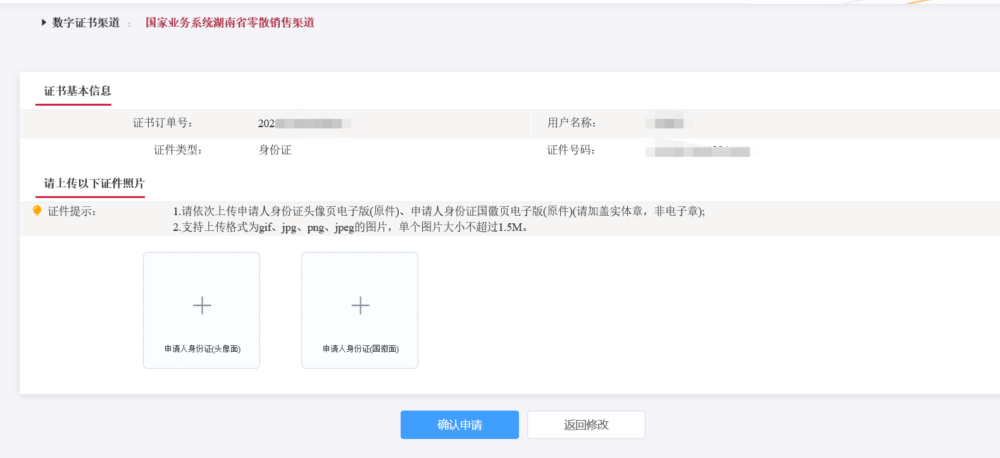 数字证书渠道 : 国家业务系统湖南省零散销售渠道
证书基本信息
证书订单号： 202
用户名称：
证件类型： 身份证
证件号码：
请上传以下证件照片
证件提示： 1.请依次上传申请人身份证头像页电子版(原件)、申请人身份证国徽页电子版(原件)(请加盖实体章，非电子章);
2.支持上传格式为gif、jpg、png、jpeg的图片，单个图片大小不超过1.5M。
申请人身份证(头像面)
申请人身份证(国徽面)
确认申请
返回修改